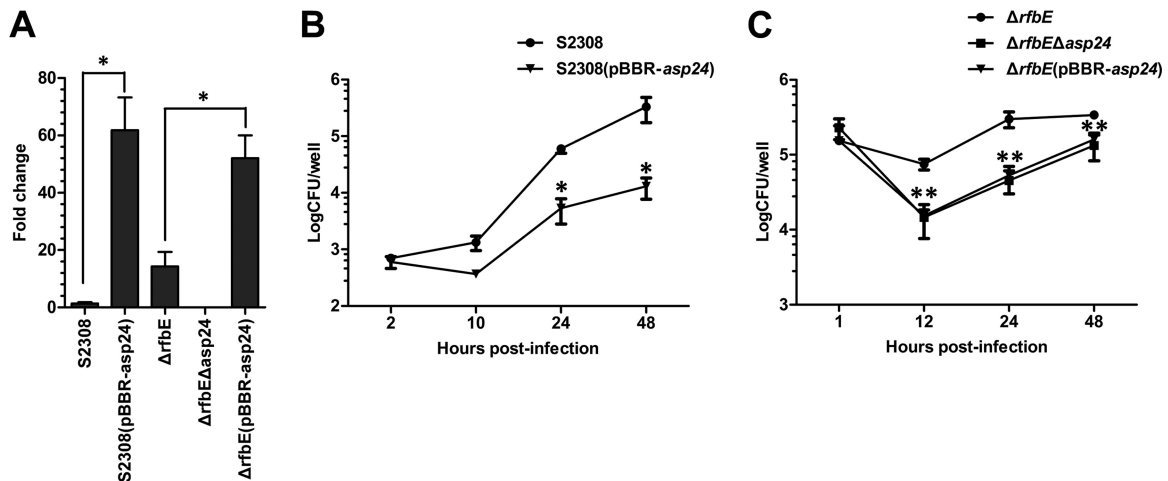 A
Fold change
80
60
40
20
0
*
*
S2308
S2308(pBBR-asp24)
ΔrfbE
ΔrfbEΔasp24
ΔrfbE(pBBR-asp24)
B
S2308
S2308(pBBR-asp24)
LogCFU/well
6
5
4
3
2
*
*
2 10 24 48
Hours post-infection
C
ΔrfbE
ΔrfbEΔasp24
ΔrfbE(pBBR-asp24)
LogCFU/well
6
5
4
3
**
**
**
1 12 24 48
Hours post-infection